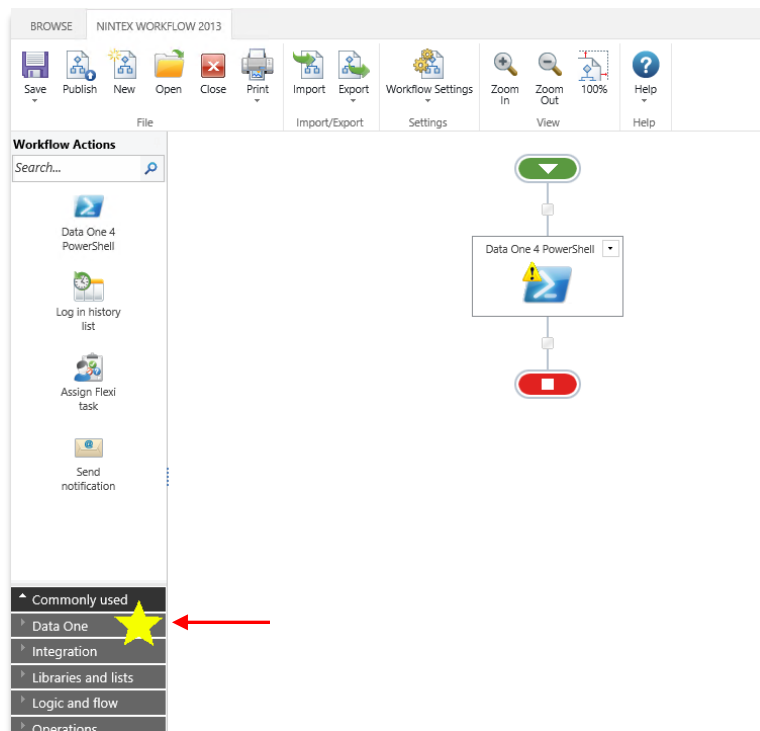 BROWSE NINTEX WORKFLOW 2013
Save Publish New Open Close Print Import Export Workflow Settings Zoom In Zoom Out 100% Help
File Import/Export Settings View Help
Workflow Actions
Search...
Data One 4
PowerShell
Log in history
list
Assign Flexi
task
Send
notification
Data One 4 PowerShell
Commonly used
Data One
Integration
Libraries and lists
Logic and flow
Operations